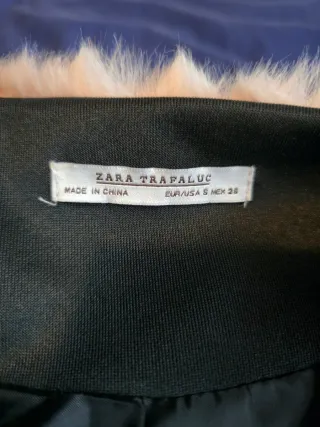 ZARA TRAFALUC
MADE IN CHINA EUR/USA S MEX 26